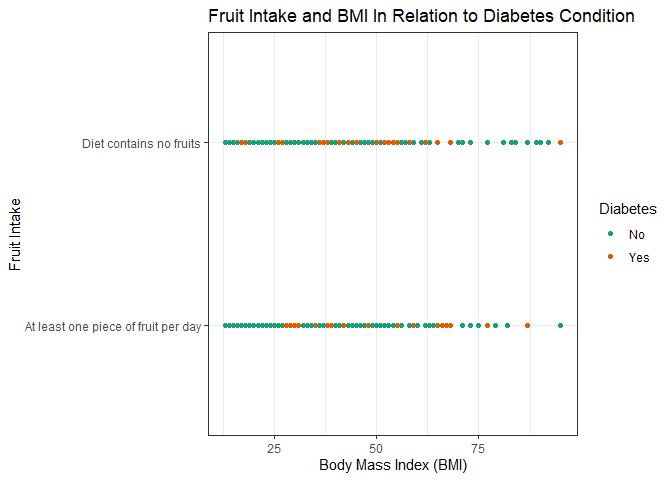 Fruit Intake and BMI In Relation to Diabetes Condition
Diet contains no fruits
Fruit Intake
At least one piece of fruit per day
25 50 75
Body Mass Index (BMI)
Diabetes
No
Yes